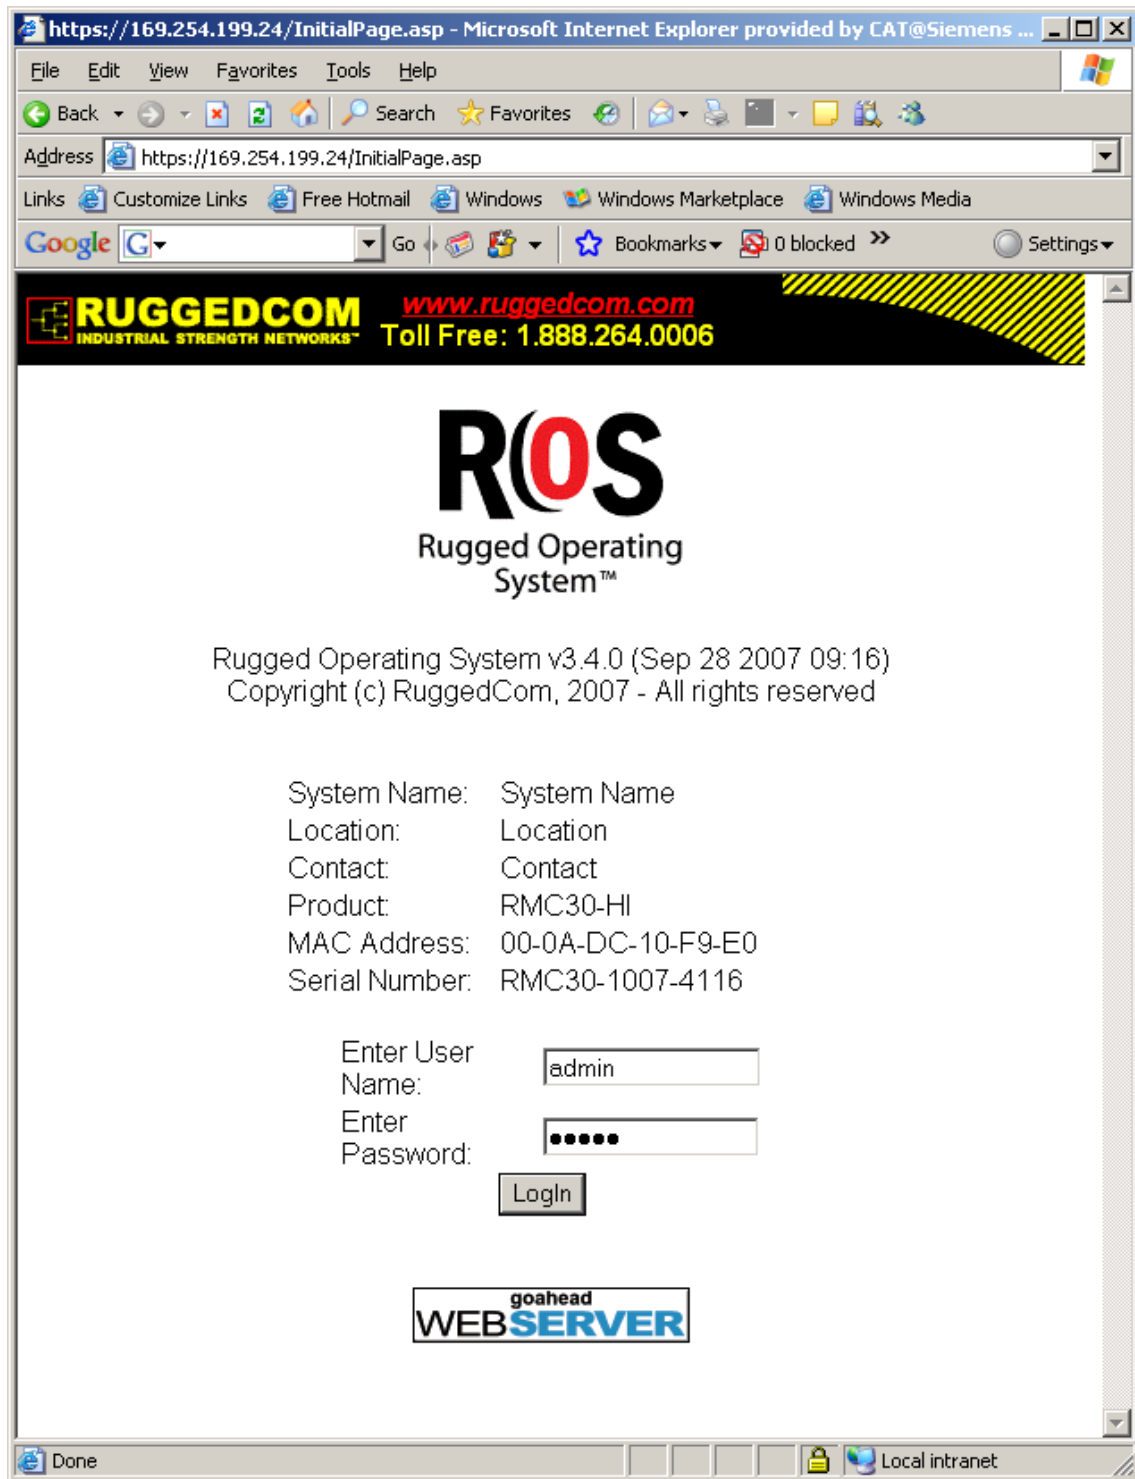 https://169.254.199.24/InitialPage.asp - Microsoft Internet Explorer provided by CAT@Siemens ...
File Edit View Favorites Tools Help
Back Search Favorites
Address https://169.254.199.24/InitialPage.asp
Links Customize Links Free Hotmail Windows Windows Marketplace Windows Media
Google G Go Bookmarks 0 blocked » Settings
RUGGEDCOM www.ruggedcom.com
INDUSTRIAL STRENGTH NETWORKS™ Toll Free: 1.888.264.0006
ROS
Rugged Operating
System™
Rugged Operating System v3.4.0 (Sep 28 2007 09:16)
Copyright (c) RuggedCom, 2007 - All rights reserved
System Name: System Name
Location: Location
Contact: Contact
Product: RMC30-HI
MAC Address: 00-0A-DC-10-F9-E0
Serial Number: RMC30-1007-4116
Enter User
Name: admin
Enter
Password: •••••
LogIn
goahead
WEBSERVER
Done Local intranet